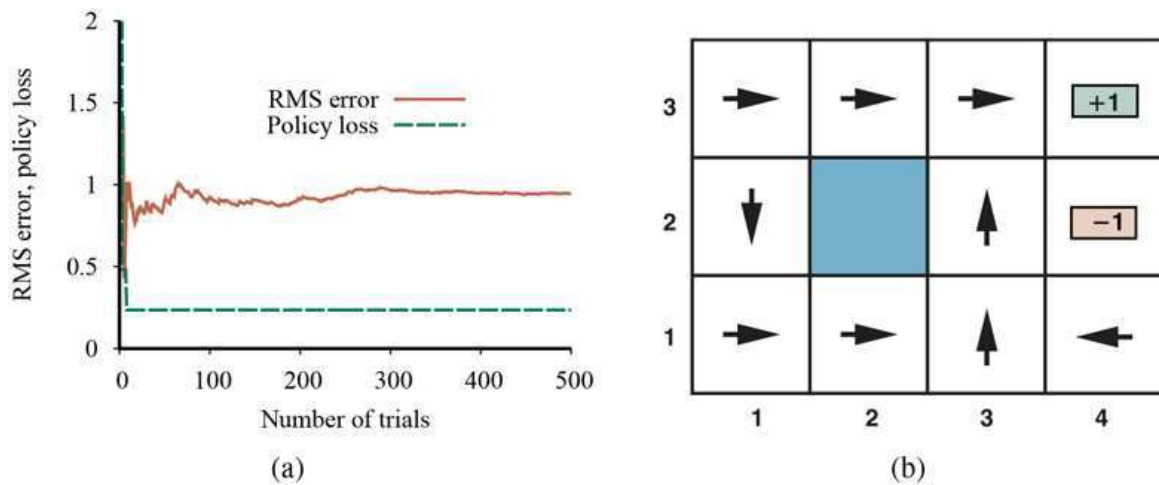 2
1.5
1
0.5
0
RMS error, policy loss
RMS error
Policy loss
0 100 200 300 400 500
Number of trials
(a)
3
+1
2
−1
1
1 2 3 4
(b)